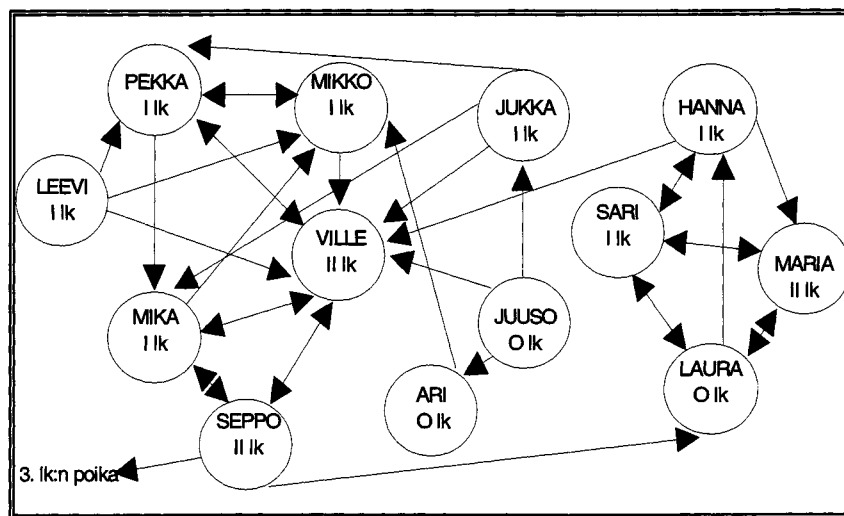 PEKKA
I lk
MIKKO
I lk
JUKKA
I lk
HANNA
I lk
LEEVI
I lk
SARI
I lk
VILLE
II lk
MARIA
II lk
MIKA
I lk
JUUSO
O lk
LAURA
O lk
ARI
O lk
SEPPO
II lk
3. lk:n poika